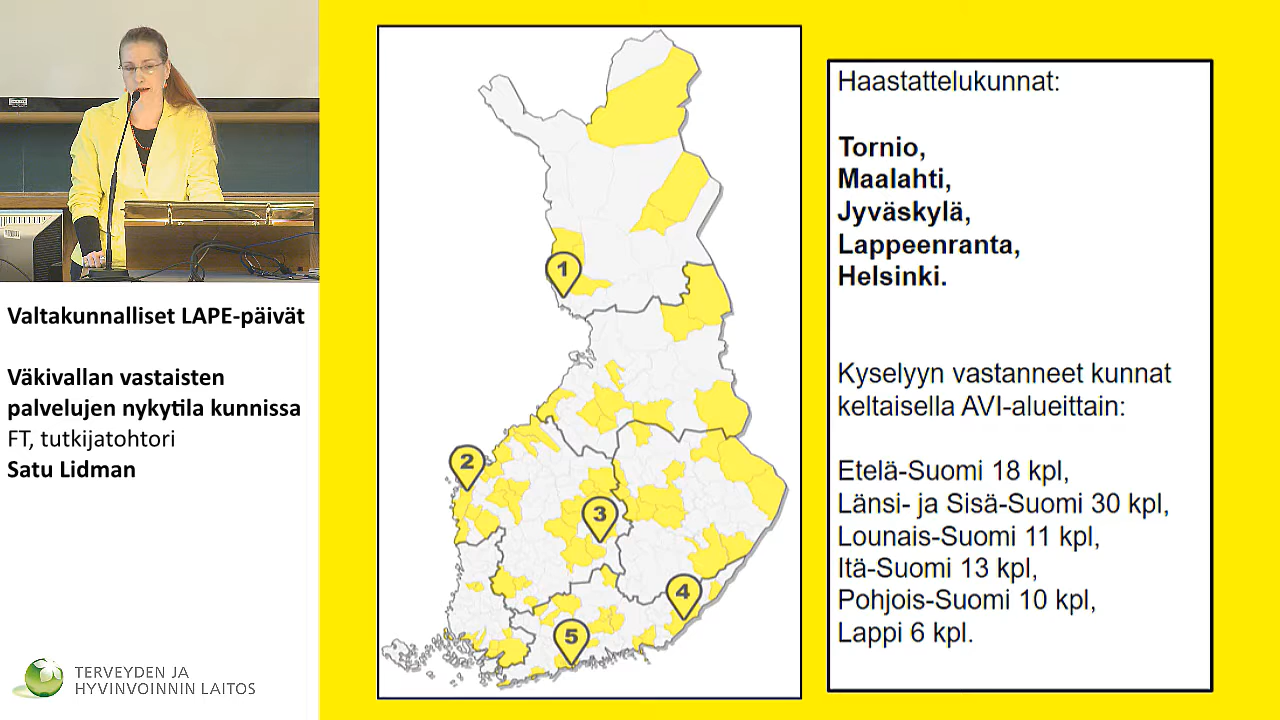 Valtakunnalliset LAPE-päivät
Väkivallan vastaisten
palvelujen nykytila kunnissa
FT, tutkijatohtori
Satu Lidman
TERVEYDEN JA
HYVINVOINNIN LAITOS
1
2
3
4
5
Haastattelukunnat:
Tornio,
Maalahti,
Jyväskylä,
Lappeenranta,
Helsinki.
Kyselyyn vastanneet kunnat
keltaisella AVI-alueittain:
Etelä-Suomi 18 kpl,
Länsi- ja Sisä-Suomi 30 kpl,
Lounais-Suomi 11 kpl,
Itä-Suomi 13 kpl,
Pohjois-Suomi 10 kpl,
Lappi 6 kpl.